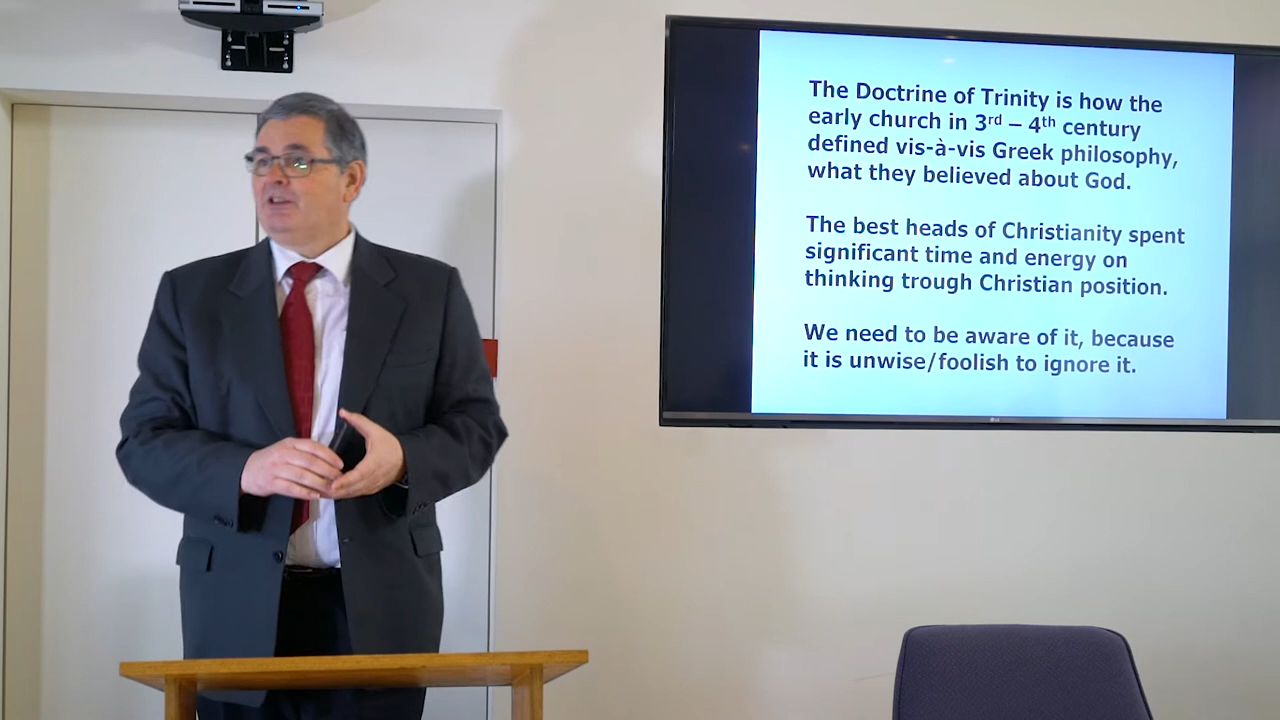 The Doctrine of Trinity is how the
early church in 3rd – 4th century
defined vis-à-vis Greek philosophy,
what they believed about God.
The best heads of Christianity spent
significant time and energy on
thinking trough Christian position.
We need to be aware of it, because
it is unwise/foolish to ignore it.
LG